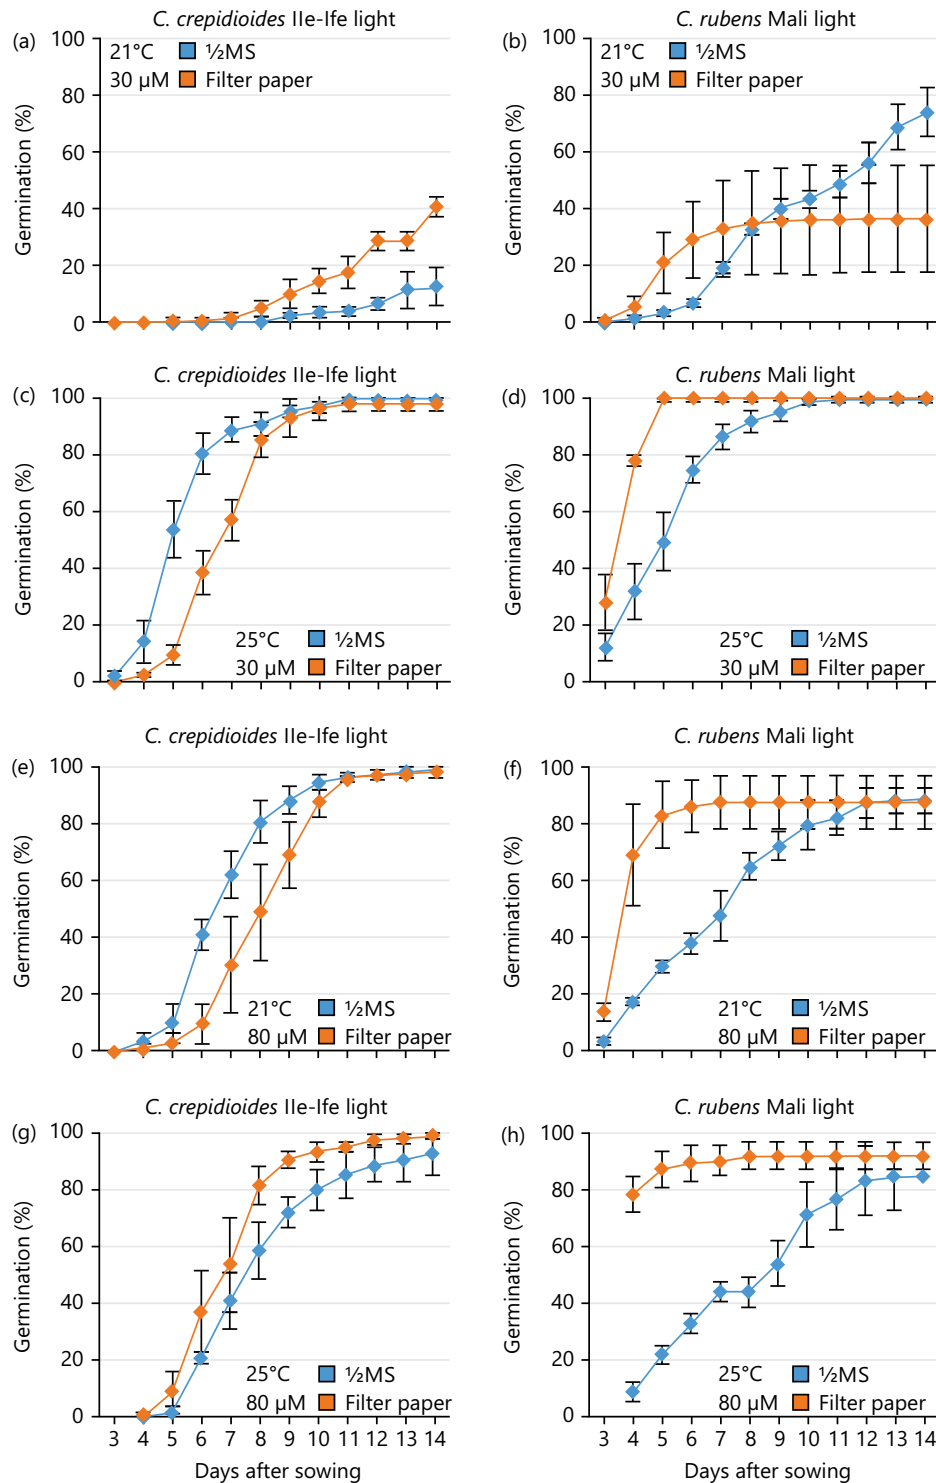 C. crepidioides Ile-Ife light
(a)
100
80
60
40
20
0
Germination (%)
21°C ½MS
30 µM Filter paper
C. rubens Mali light
(b)
100
80
60
40
20
0
Germination (%)
21°C ½MS
30 µM Filter paper
C. crepidioides Ile-Ife light
(c)
100
80
60
40
20
0
Germination (%)
25°C ½MS
30 µM Filter paper
C. rubens Mali light
(d)
100
80
60
40
20
0
Germination (%)
25°C ½MS
30 µM Filter paper
C. crepidioides Ile-Ife light
(e)
100
80
60
40
20
0
Germination (%)
21°C ½MS
80 µM Filter paper
C. rubens Mali light
(f)
100
80
60
40
20
0
Germination (%)
21°C ½MS
80 µM Filter paper
C. crepidioides Ile-Ife light
(g)
100
80
60
40
20
0
Germination (%)
25°C ½MS
80 µM Filter paper
3 4 5 6 7 8 9 10 11 12 13 14
Days after sowing
C. rubens Mali light
(h)
100
80
60
40
20
0
Germination (%)
25°C ½MS
80 µM Filter paper
3 4 5 6 7 8 9 10 11 12 13 14
Days after sowing